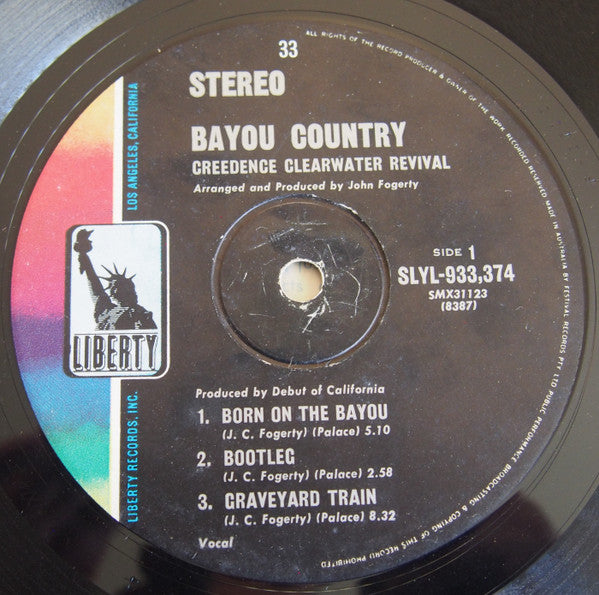 33
STEREO
BAYOU COUNTRY
CREEDENCE CLEARWATER REVIVAL
Arranged and Produced by John Fogerty
SIDE 1
SLYL-933,374
SMX31123
(8387)
Produced by Debut of California
1. BORN ON THE BAYOU
(J. C. Fogerty) (Palace) 5.10
2. BOOTLEG
(J. C. Fogerty) (Palace) 2.58
3. GRAVEYARD TRAIN
(J. C. Fogerty) (Palace) 8.32
Vocal
LIBERTY
LIBERTY RECORDS, INC.
LOS ANGELES, CALIFORNIA
ALL RIGHTS OF THE RECORD PRODUCER & OWNER OF THE WORK RECORDED RESERVED MADE IN AUSTRALIA BY FESTIVAL RECORDS PTY LTD PUBLIC PERFORMANCE BROADCASTING & COPYING OF THIS RECORD PROHIBITED